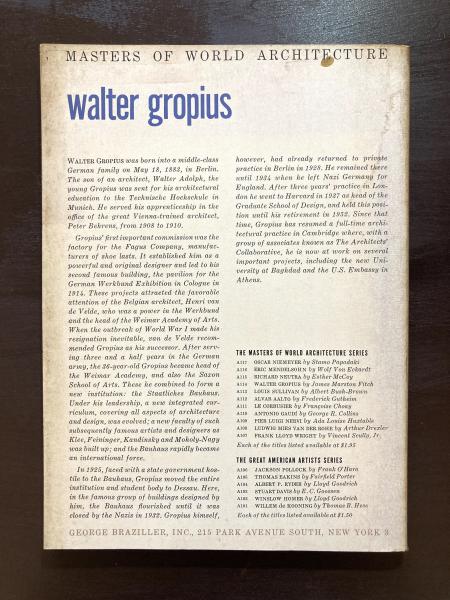 MASTERS OF WORLD ARCHITECTURE
walter gropius
WALTER GROPIUS was born into a middle-class
German family on May 18, 1883, in Berlin.
The son of an architect, Walter Adolph, the
young Gropius was sent for his architectural
education to the Technische Hochschule in
Munich. He served his apprenticeship in the
office of the great Vienna-trained architect,
Peter Behrens, from 1908 to 1910.
Gropius' first important commission was the
factory for the Fagus Company, manufac-
turers of shoe lasts. It established him as a
powerful and original designer and led to his
second famous building, the pavilion for the
German Werkbund Exhibition in Cologne in
1914. These projects attracted the favorable
attention of the Belgian architect, Henri van
de Velde, who was a power in the Werkbund
and the head of the Weimar Academy of Arts.
When the outbreak of World War I made his
resignation inevitable, van de Velde recom-
mended Gropius as his successor. After serv-
ing three and a half years in the German
army, the 36-year-old Gropius became head of
the Weimar Academy, and also the Saxon
School of Arts. These he combined to form a
new institution: the Staatliches Bauhaus.
Under his leadership, a new integrated cur-
riculum, covering all aspects of architecture
and design, was evolved; a new faculty of such
subsequently famous artists and designers as
Klee, Feininger, Kandinsky and Moholy-Nagy
was built up; and the Bauhaus rapidly became
an international force.
In 1925, faced with a state government hos-
tile to the Bauhaus, Gropius moved the entire
institution and student body to Dessau. Here,
in the famous group of buildings designed by
him, the Bauhaus flourished until it was
closed by the Nazis in 1932. Gropius himself,
however, had already returned to private
practice in Berlin in 1928. He remained there
until 1934 when he left Nazi Germany for
England. After three years' practice in Lon-
don he went to Harvard in 1937 as head of the
Graduate School of Design, and held this posi-
tion until his retirement in 1952. Since that
time, Gropius has resumed a full-time archi-
tectural practice in Cambridge where, with a
group of associates known as The Architects'
Collaborative, he is now at work on several
important projects, including the new Uni-
versity at Baghdad and the U.S. Embassy in
Athens.
THE MASTERS OF WORLD ARCHITECTURE SERIES
A117 OSCAR NIEMEYER by Stamo Papadaki
A116 ERIC MENDELSOHN by Wolf Von Eckardt
A115 RICHARD NEUTRA by Esther McCoy
A114 WALTER GROPIUS by James Marston Fitch
A113 LOUIS SULLIVAN by Albert Bush-Brown
A112 ALVAR AALTO by Frederick Gutheim
A111 LE CORBUSIER by Françoise Choay
A110 ANTONIO GAUDI by George R. Collins
A109 PIER LUIGI NERVI by Ada Louise Huxtable
A108 LUDWIG MIES VAN DER ROHE by Arthur Drexler
A107 FRANK LLOYD WRIGHT by Vincent Scully, Jr.
Each of the titles listed available at $1.95
THE GREAT AMERICAN ARTISTS SERIES
A106 JACKSON POLLOCK by Frank O'Hara
A105 THOMAS EAKINS by Fairfield Porter
A104 ALBERT P. RYDER by Lloyd Goodrich
A103 STUART DAVIS by E. C. Goossen
A102 WINSLOW HOMER by Lloyd Goodrich
A101 WILLEM de KOONING by Thomas B. Hess
Each of the titles listed available at $1.50
GEORGE BRAZILLER, INC., 215 PARK AVENUE SOUTH, NEW YORK 3